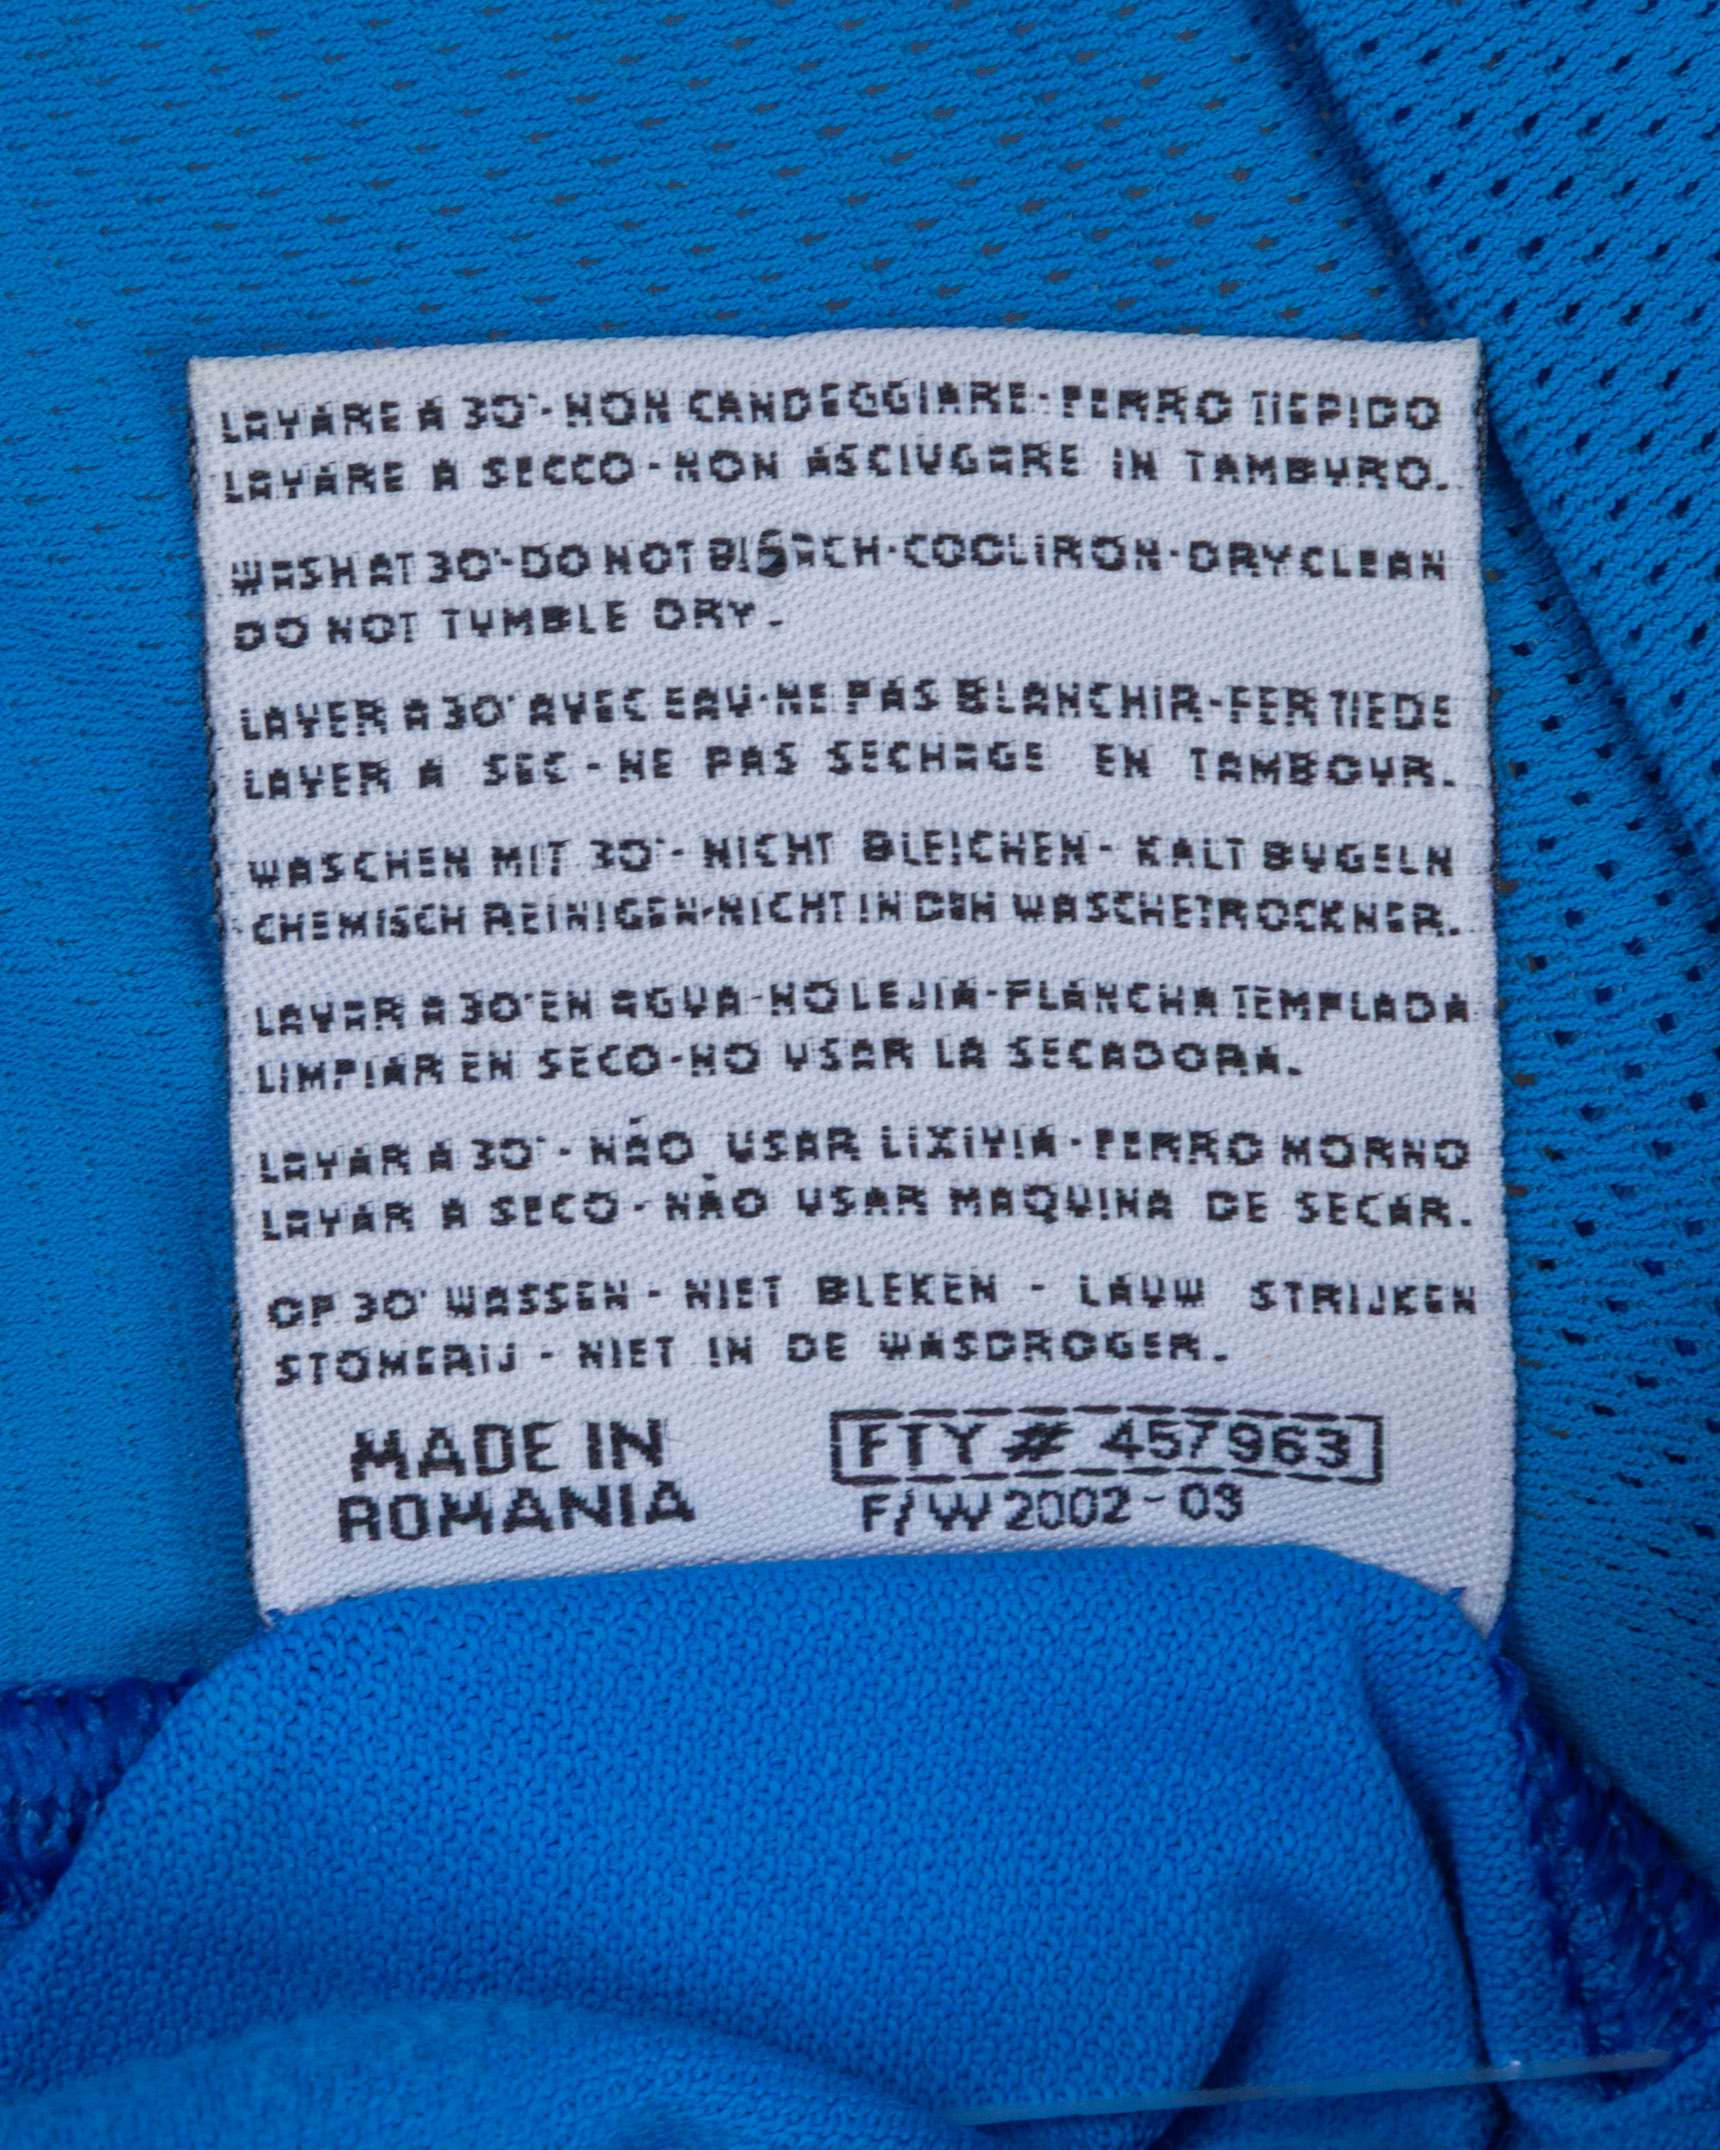 LAVARE A 30°-NON CANDEGGIARE-FERRO TIEPIDO
LAVARE A SECCO-NON ASCIUGARE IN TAMBURO.
WASH AT 30°-DO NOT BLEACH-COOL IRON-DRY CLEAN
DO NOT TUMBLE DRY.
LAVER A 30° AVEC EAU-NE PAS BLANCHIR-FER TIEDE
LAVER A SEC-NE PAS SECHAGE EN TAMBOUR.
WASCHEN MIT 30°-NICHT BLEICHEN-KALT BUGELN
CHEMISCH REINIGEN-NICHT IN DEN WASCHETROCKNER.
LAVAR A 30° EN AGUA-NO LEJIA-PLANCHA TEMPLADA
LIMPIAR EN SECO-NO USAR LA SECADORA.
LAVAR A 30°-NÃO USAR LIXIVIA-FERRO MORNO
LAVAR A SECO-NÃO USAR MAQUINA DE SECAR.
OP 30° WASSEN - NIET BLEKEN - LAUW STRIJKEN
STOMERIJ - NIET IN DE WASDROGER.
MADE IN
ROMANIA
FTY # 457963
F/W 2002-03